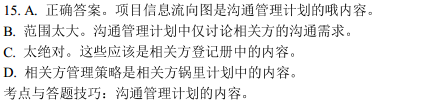 15. A. 正确答案。项目信息流向图是沟通管理计划的哦内容。
B. 范围太大。沟通管理计划中仅讨论相关方的沟通需求。
C. 太绝对。这些应该是相关方登记册中的内容。
D. 相关方管理策略是相关方锅里计划中的内容。
考点与答题技巧：沟通管理计划的内容。